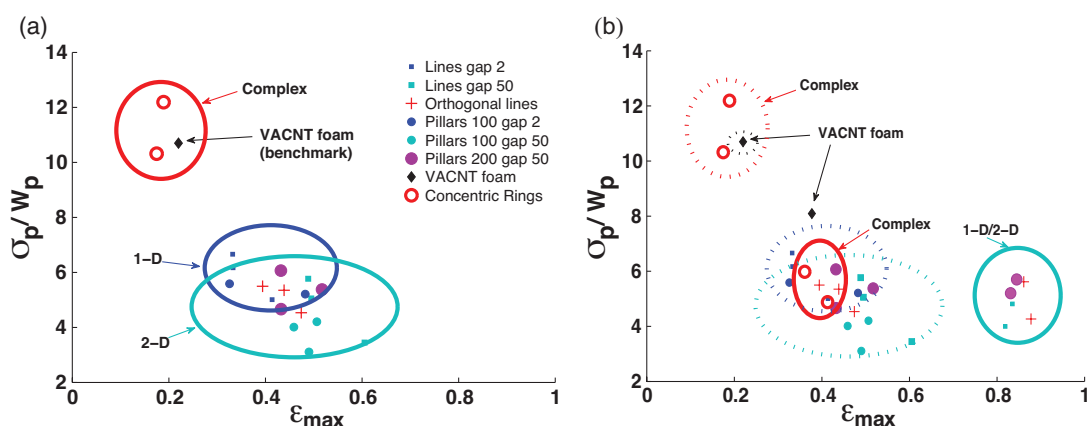 (a)
14
12
10
8
6
4
2
σp/Wp
0
0.2
0.4
0.6
0.8
1
εmax
Complex
VACNT foam
(benchmark)
1−D
2−D
Lines gap 2
Lines gap 50
Orthogonal lines
Pillars 100 gap 2
Pillars 100 gap 50
Pillars 200 gap 50
VACNT foam
Concentric Rings
(b)
14
12
10
8
6
4
2
σp/Wp
0
0.2
0.4
0.6
0.8
1
εmax
Complex
VACNT foam
Complex
1−D/2−D